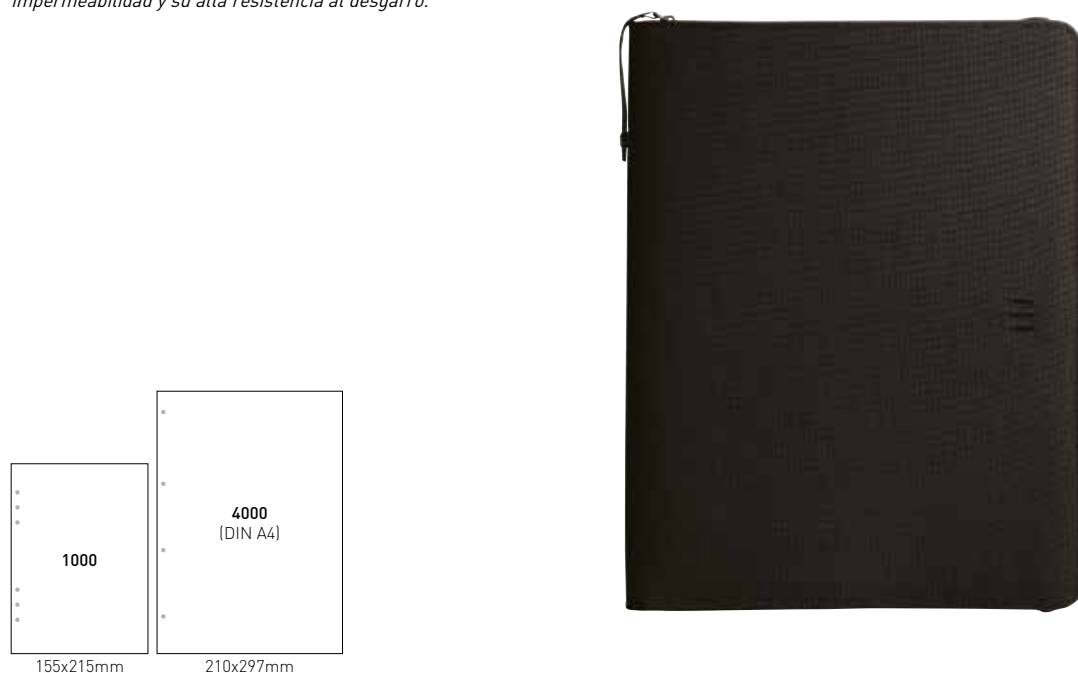 impermeabilidad y su alta resistencia al desgarro.
4000
(DIN A4)
1000
155x215mm
210x297mm